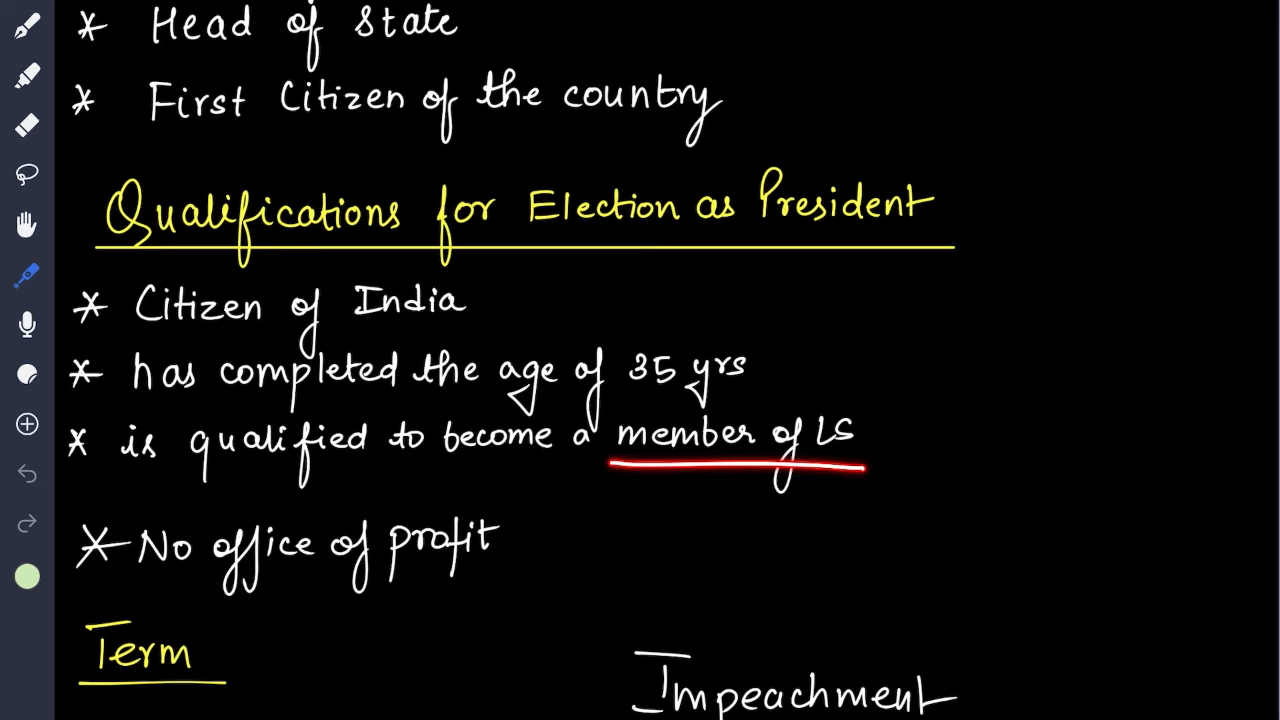 * Head of state
* First Citizen of the country
Qualifications for Election as President
* Citizen of India
* has completed the age of 35 yrs
* is qualified to become a member of LS
* No office of profit
Term
Impeachment